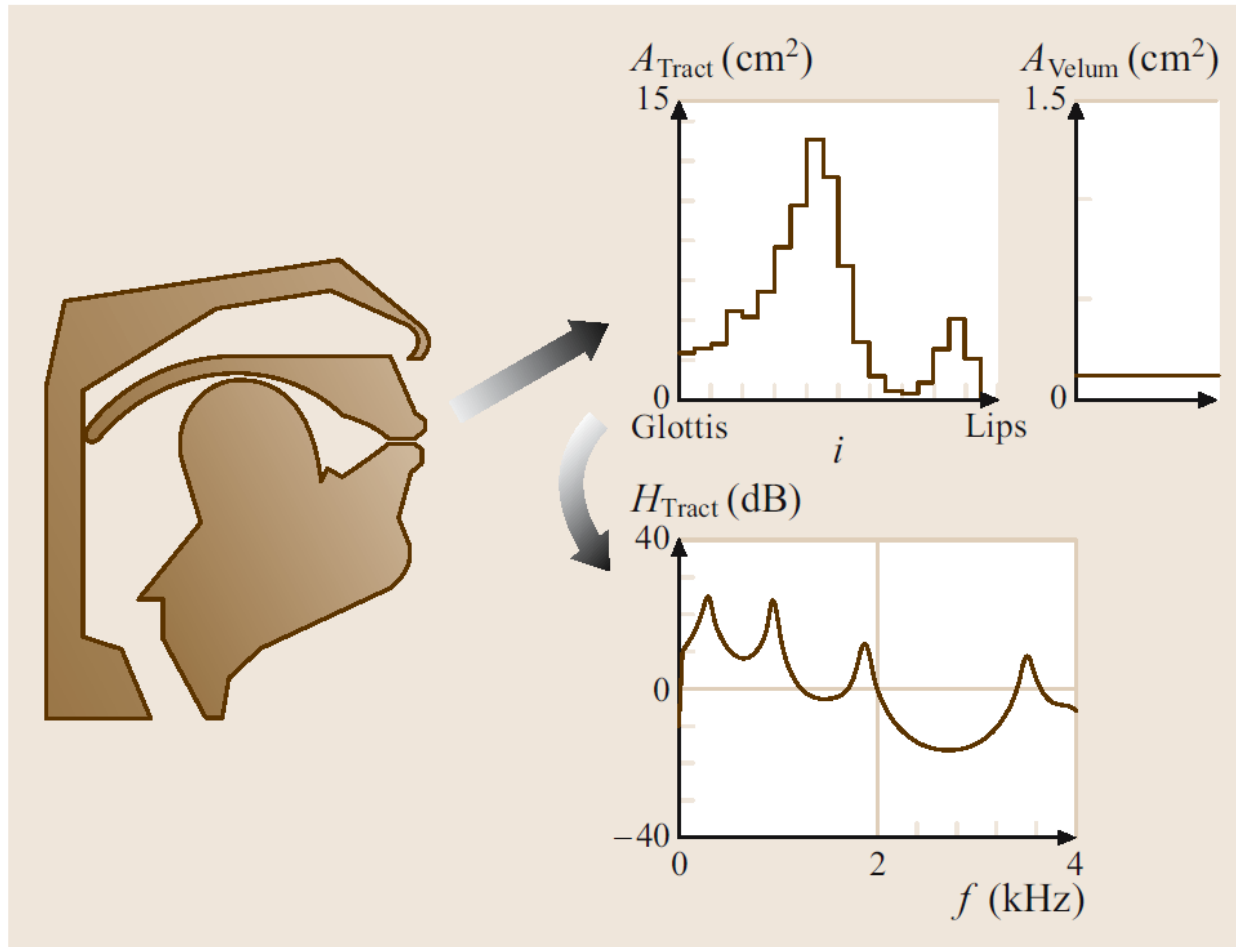 A_Tract (cm²)
15
0
Glottis
Lips
i
A_Velum (cm²)
1.5
0
H_Tract (dB)
40
0
−40
0
2
4
f (kHz)